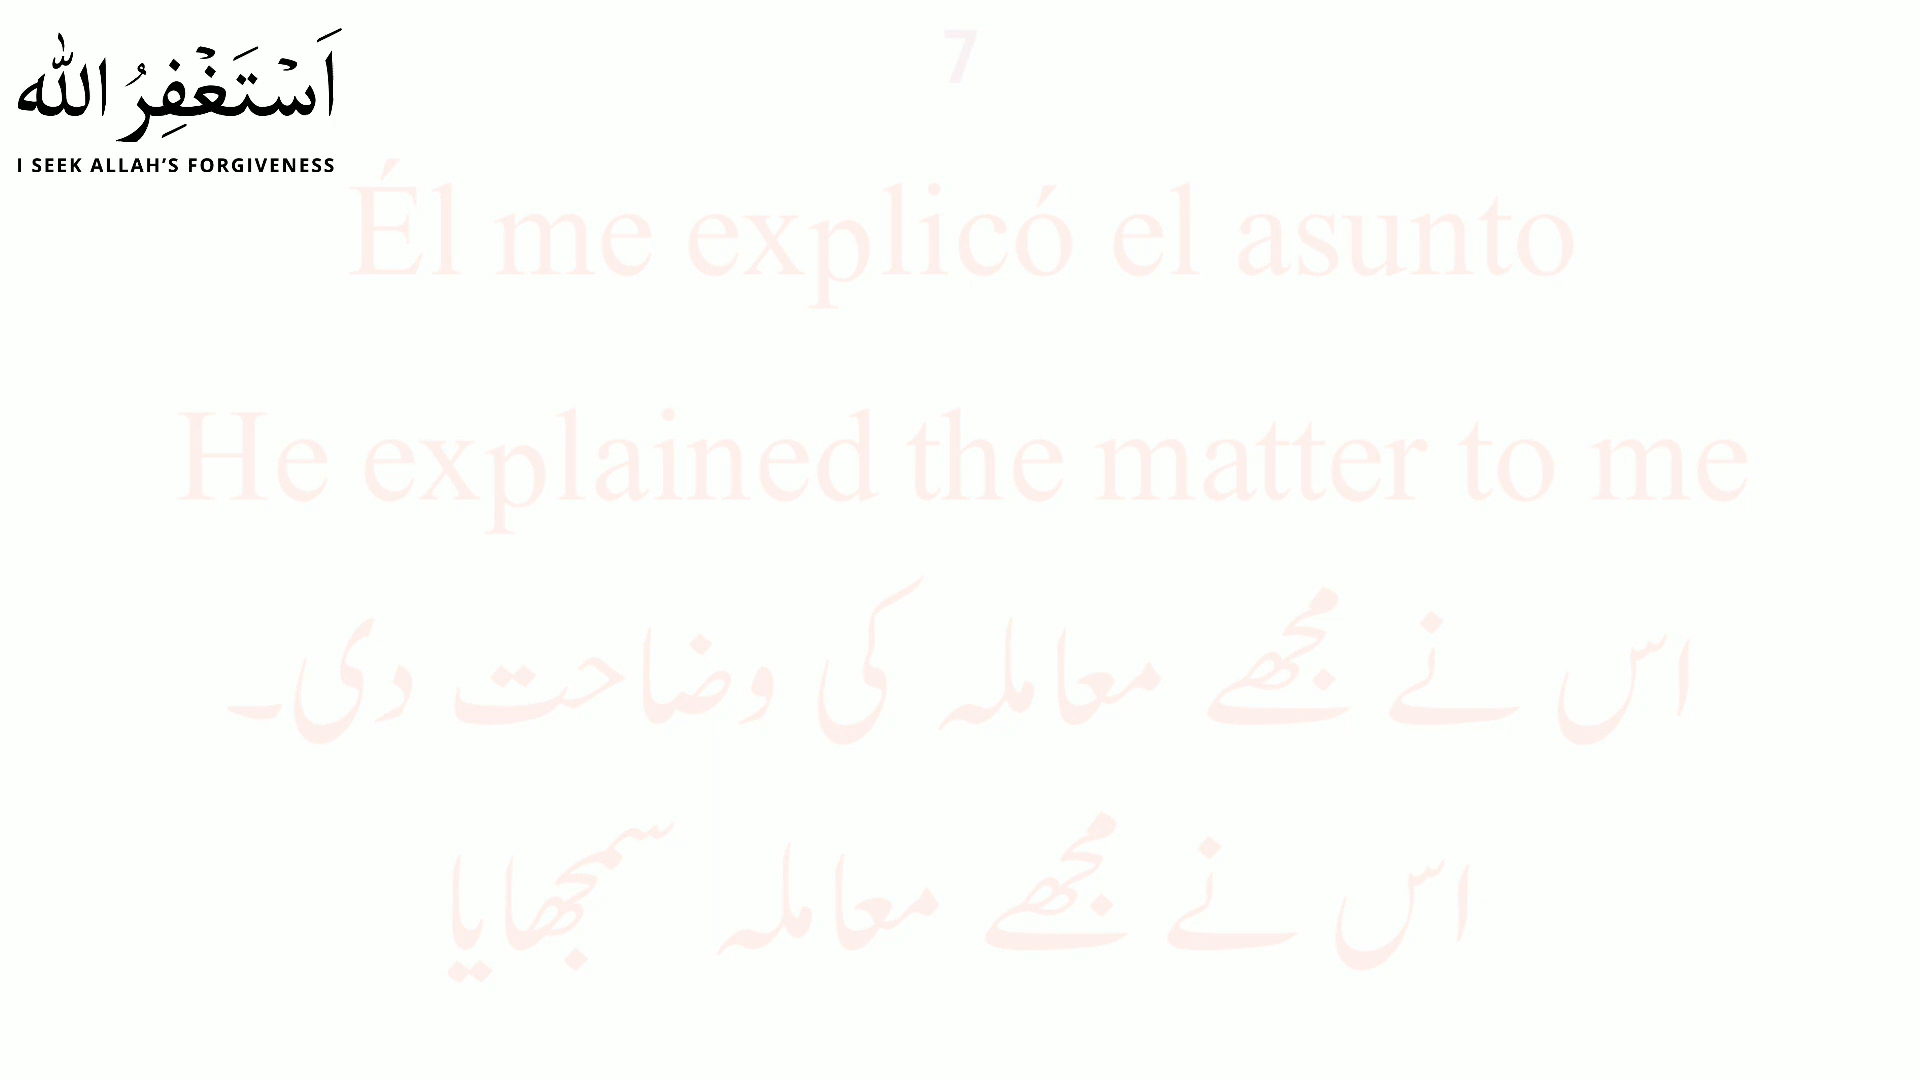 اَسْتَغْفِرُ الله
I SEEK ALLAH’S FORGIVENESS
7
Él me explicó el asunto
He explained the matter to me
اس نے مجھے معاملہ کی وضاحت دی۔
اس نے مجھے معاملہ سمجھایا